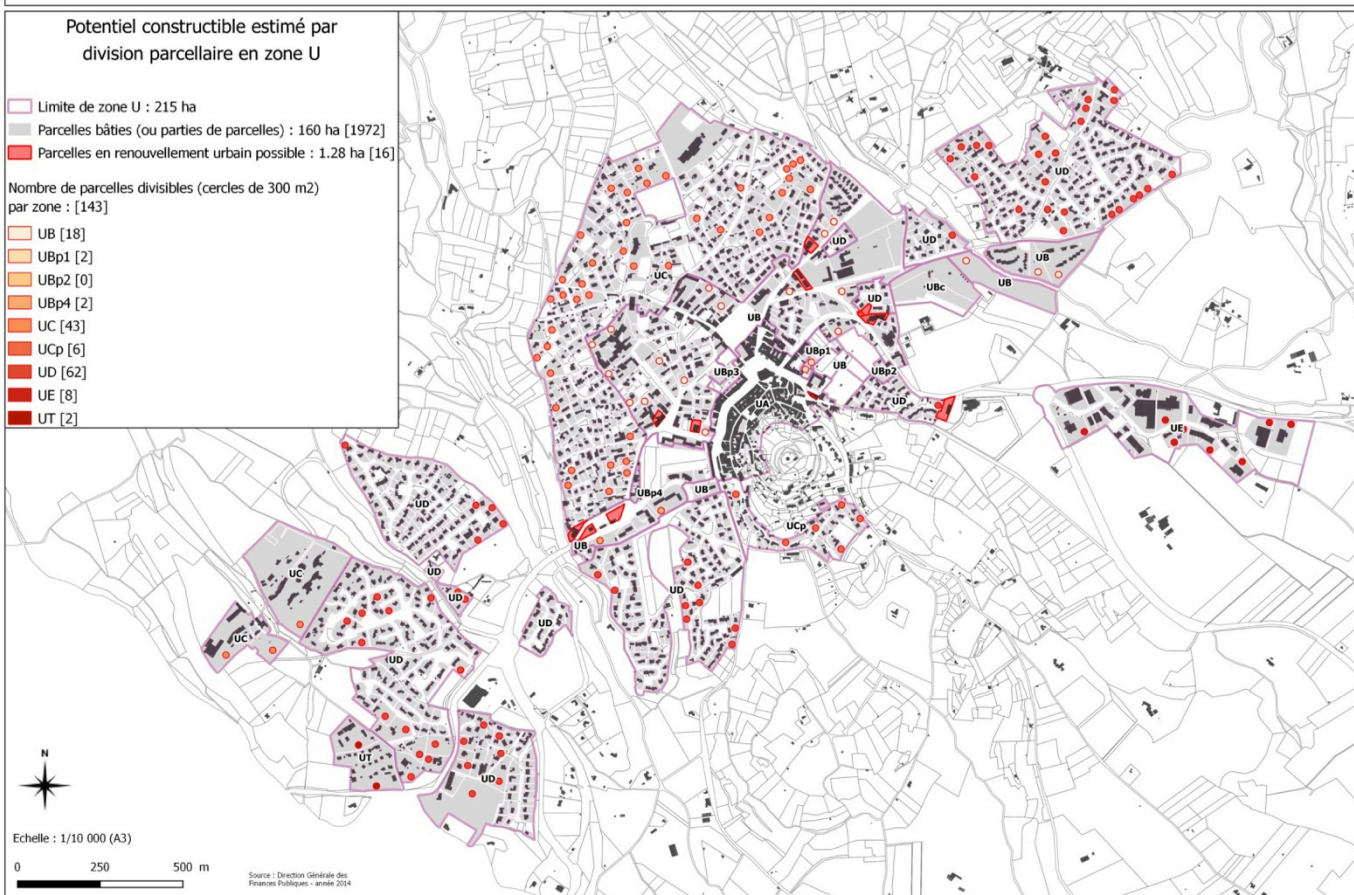 Potentiel constructible estimé par
division parcellaire en zone U
Limite de zone U : 215 ha
Parcelles bâties (ou parties de parcelles) : 160 ha [1972]
Parcelles en renouvellement urbain possible : 1.28 ha [16]
Nombre de parcelles divisibles (cercles de 300 m2)
par zone : [143]
UB [18]
UBp1 [2]
UBp2 [0]
UBp4 [2]
UC [43]
UCp [6]
UD [62]
UE [8]
UT [2]
UD
UD
UD
UB
UC
UBc
UB
UD
UB
UBp1
UB
UBp3
UBp2
UD
UA
UE
UBp4
UB
UD
UCp
UB
UC
UD
UD
UD
UD
UC
UD
UT
UD
N
Echelle : 1/10 000 (A3)
0 250 500 m
Source : Direction Générale des
Finances Publiques - année 2014